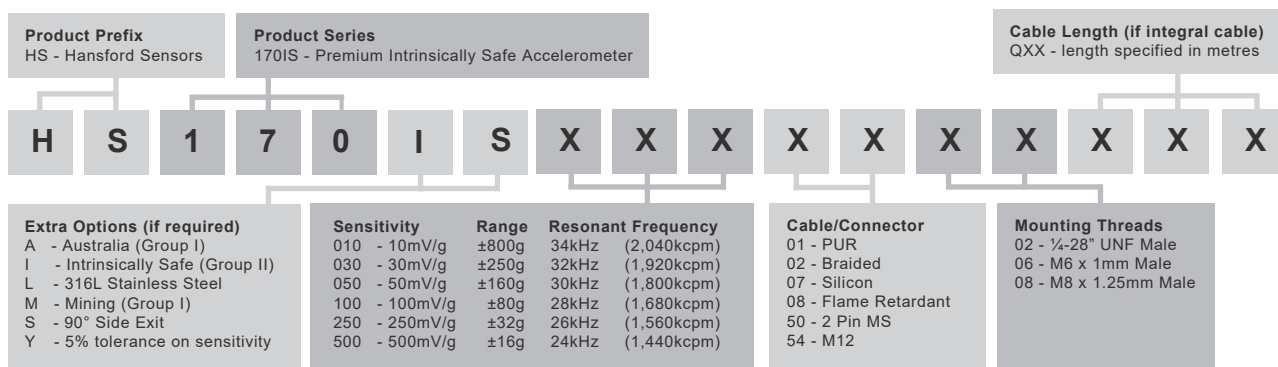 Product Prefix
HS - Hansford Sensors
Product Series
170IS - Premium Intrinsically Safe Accelerometer
Cable Length (if integral cable)
QXX - length specified in metres
H S 1 7 0 I S X X X X X X X X X X
Extra Options (if required)
A - Australia (Group I)
I - Intrinsically Safe (Group II)
L - 316L Stainless Steel
M - Mining (Group I)
S - 90° Side Exit
Y - 5% tolerance on sensitivity
Sensitivity Range Resonant Frequency
010 - 10mV/g ±800g 34kHz (2,040kcpm)
030 - 30mV/g ±250g 32kHz (1,920kcpm)
050 - 50mV/g ±160g 30kHz (1,800kcpm)
100 - 100mV/g ±80g 28kHz (1,680kcpm)
250 - 250mV/g ±32g 26kHz (1,560kcpm)
500 - 500mV/g ±16g 24kHz (1,440kcpm)
Cable/Connector
01 - PUR
02 - Braided
07 - Silicon
08 - Flame Retardant
50 - 2 Pin MS
54 - M12
Mounting Threads
02 - ¼-28” UNF Male
06 - M6 x 1mm Male
08 - M8 x 1.25mm Male